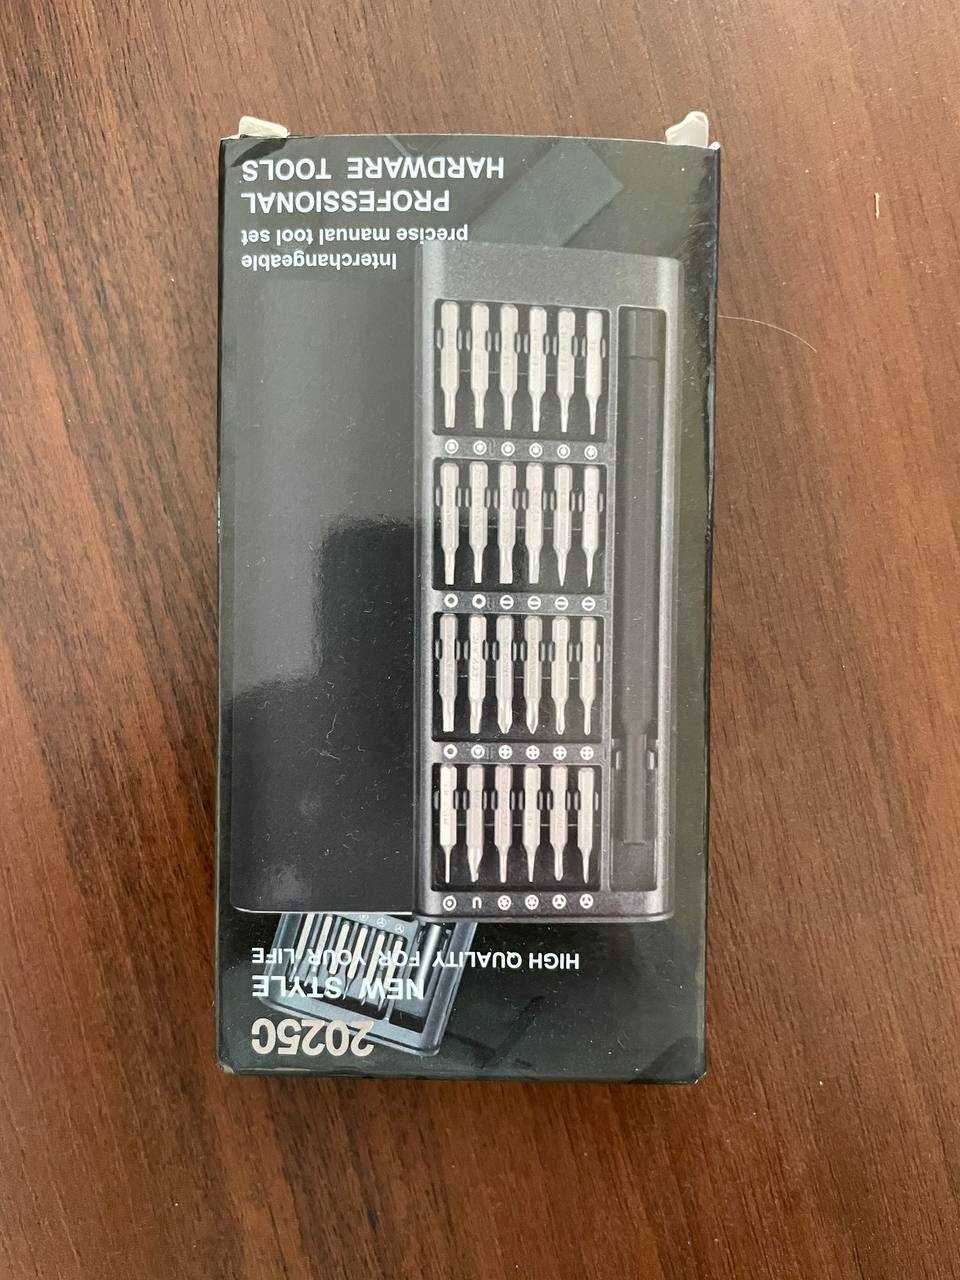 2025C
NEW STYLE
HIGH QUALITY FOR YOUR LIFE
Interchangeable
precise manual tool set
PROFESSIONAL
HARDWARE TOOLS